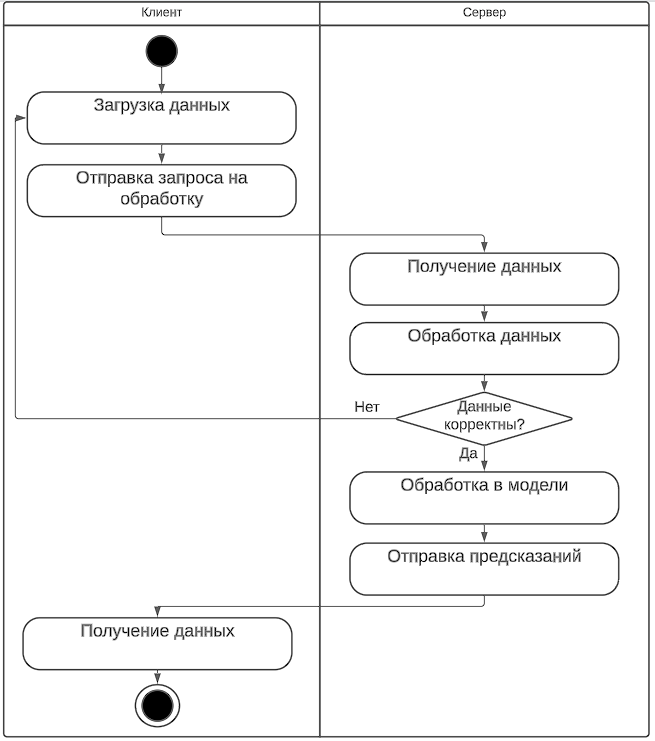 Клиент
Сервер
Загрузка данных
Отправка запроса на
обработку
Получение данных
Обработка данных
Данные
корректны?
Нет
Да
Обработка в модели
Отправка предсказаний
Получение данных